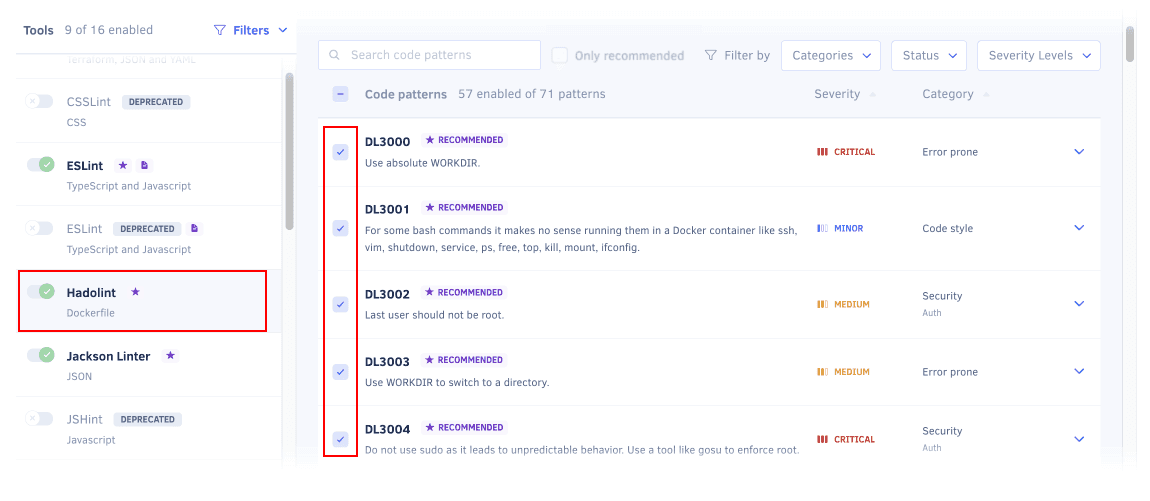 Tools 9 of 16 enabled
Filters
Terraform, JSON and YAML
CSSLint DEPRECATED
CSS
ESLint
TypeScript and Javascript
ESLint DEPRECATED
TypeScript and Javascript
Hadolint
Dockerfile
Jackson Linter
JSON
JSHint DEPRECATED
Javascript
Search code patterns
Only recommended
Filter by
Categories
Status
Severity Levels
Code patterns 57 enabled of 71 patterns
Severity
Category
DL3000 RECOMMENDED
Use absolute WORKDIR.
CRITICAL
Error prone
DL3001 RECOMMENDED
For some bash commands it makes no sense running them in a Docker container like ssh,
vim, shutdown, service, ps, free, top, kill, mount, ifconfig.
MINOR
Code style
DL3002 RECOMMENDED
Last user should not be root.
MEDIUM
Security
Auth
DL3003 RECOMMENDED
Use WORKDIR to switch to a directory.
MEDIUM
Error prone
DL3004 RECOMMENDED
Do not use sudo as it leads to unpredictable behavior. Use a tool like gosu to enforce root.
CRITICAL
Security
Auth